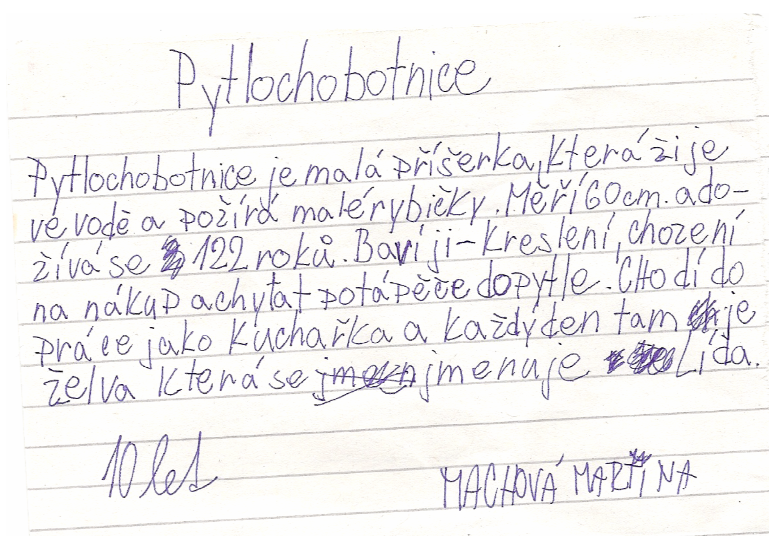 Pytlochobotnice
Pytlochobotnice je malá příšerka, která žije
ve vodě a požírá malé rybičky. Měří 60cm. a do-
žívá se 122 roků. Baví ji - kreslení, chození
na nákup a chytat potápěče do pytle. Chodí do
práce jako kuchařka a každý den tam je
želva která se jmenuje Lída.
10 let
MACHOVÁ MARTINA